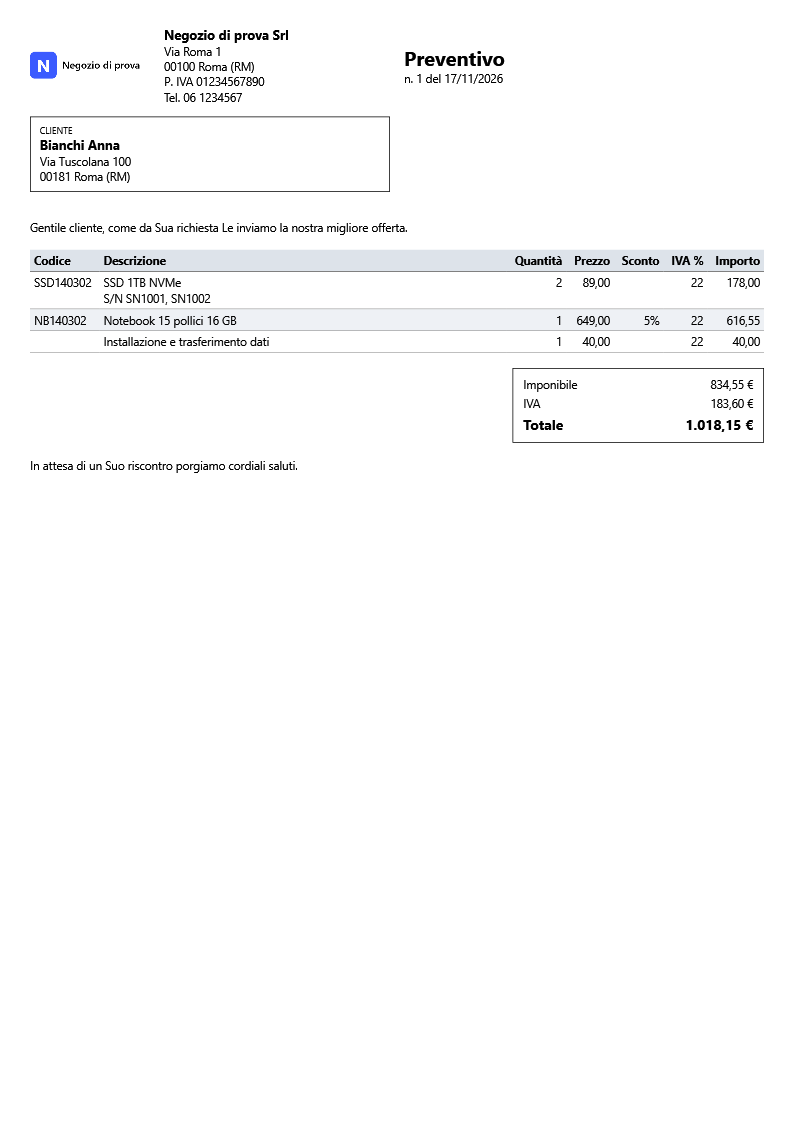 N Negozio di prova
Negozio di prova Srl
Via Roma 1
00100 Roma (RM)
P. IVA 01234567890
Tel. 06 1234567
Preventivo
n. 1 del 17/11/2026
CLIENTE
Bianchi Anna
Via Tuscolana 100
00181 Roma (RM)
Gentile cliente, come da Sua richiesta Le inviamo la nostra migliore offerta.
Codice Descrizione Quantità Prezzo Sconto IVA % Importo
SSD140302 SSD 1TB NVMe 2 89,00 22 178,00
S/N SN1001, SN1002
NB140302 Notebook 15 pollici 16 GB 1 649,00 5% 22 616,55
Installazione e trasferimento dati 1 40,00 22 40,00
Imponibile 834,55 €
IVA 183,60 €
Totale 1.018,15 €
In attesa di un Suo riscontro porgiamo cordiali saluti.